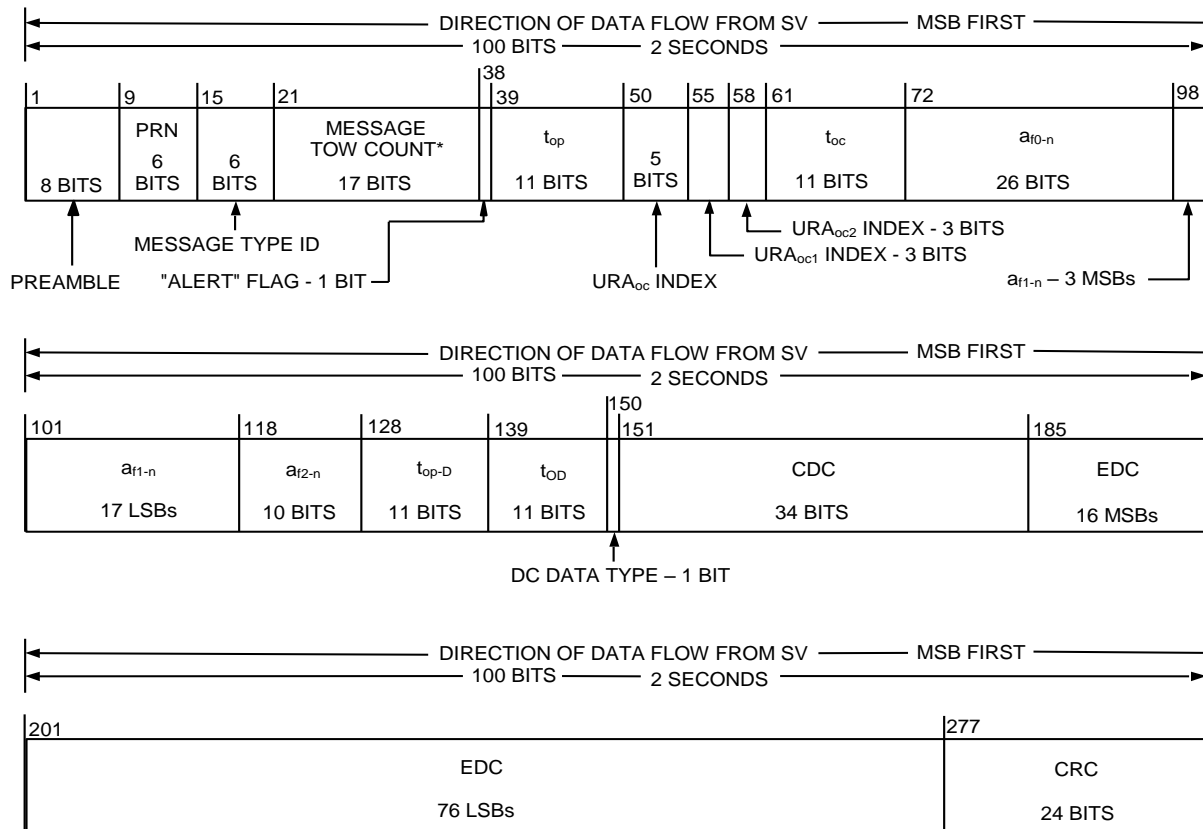 DIRECTION OF DATA FLOW FROM SV MSB FIRST
100 BITS 2 SECONDS
1 9 15 21 38 39 50 55 58 61 72 98
8 BITS
PRN
6
BITS
6
BITS
MESSAGE
TOW COUNT*
17 BITS
top
11 BITS
5
BITS
toc
11 BITS
af0-n
26 BITS
MESSAGE TYPE ID
URAoc2 INDEX - 3 BITS
URAoc1 INDEX - 3 BITS
PREAMBLE
"ALERT" FLAG - 1 BIT
URAoc INDEX
af1-n – 3 MSBs
DIRECTION OF DATA FLOW FROM SV MSB FIRST
100 BITS 2 SECONDS
101 118 128 139 150 151 185
af1-n
17 LSBs
af2-n
10 BITS
top-D
11 BITS
tOD
11 BITS
CDC
34 BITS
EDC
16 MSBs
DC DATA TYPE – 1 BIT
DIRECTION OF DATA FLOW FROM SV MSB FIRST
100 BITS 2 SECONDS
201 277
EDC
76 LSBs
CRC
24 BITS